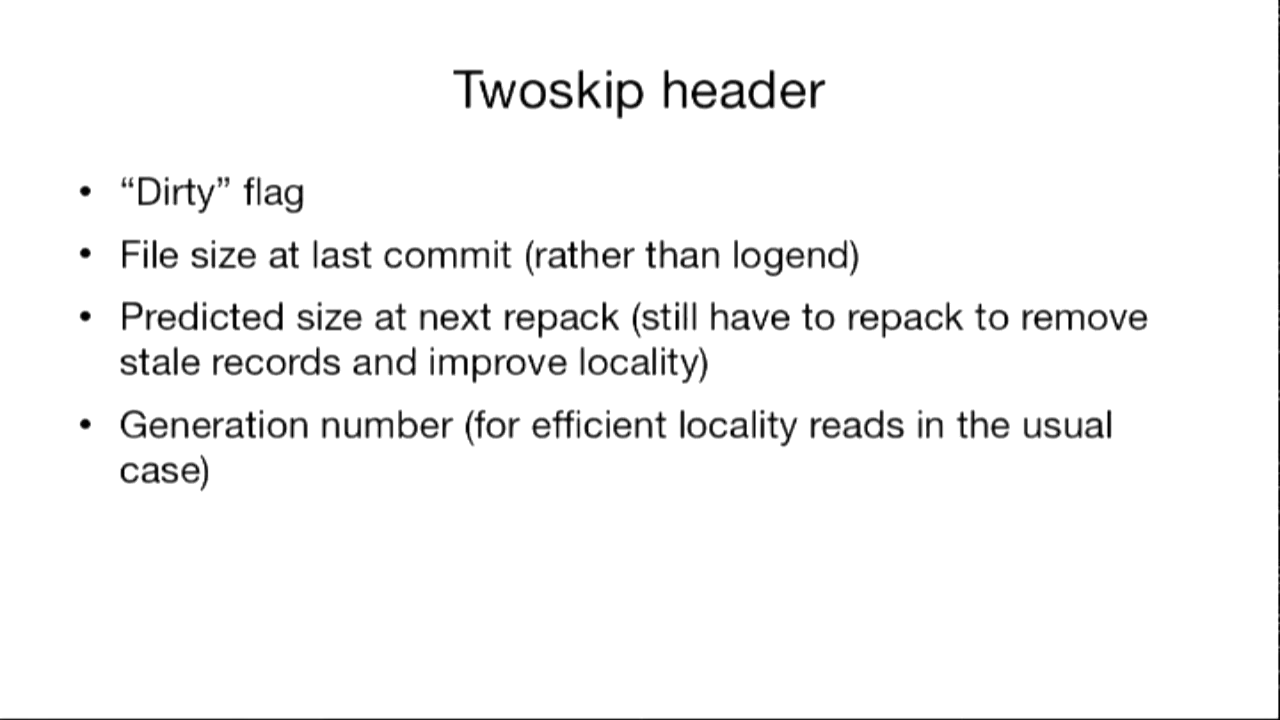 Twoskip header
• “Dirty” flag
• File size at last commit (rather than logend)
• Predicted size at next repack (still have to repack to remove
stale records and improve locality)
• Generation number (for efficient locality reads in the usual
case)